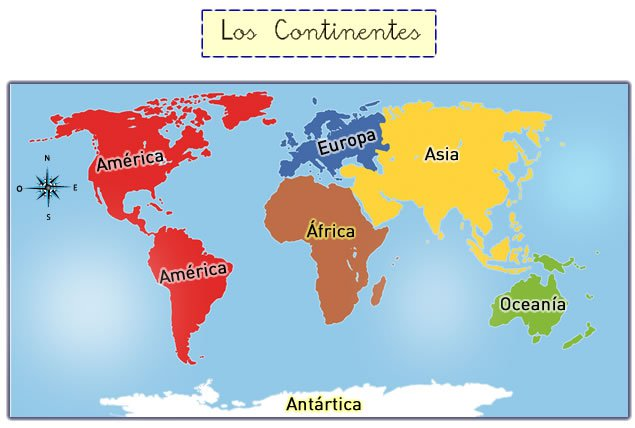 Los Continentes
Europa
América
Asia
N
O
E
S
África
América
Oceanía
Antártica